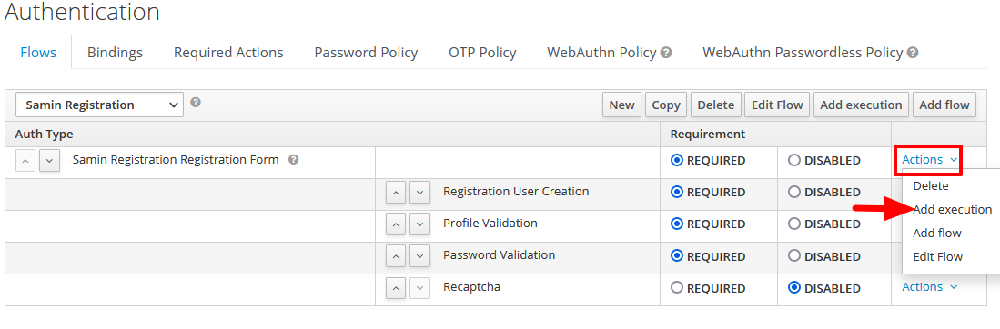 Authentication
Flows Bindings Required Actions Password Policy OTP Policy WebAuthn Policy ? WebAuthn Passwordless Policy ?
Samin Registration ? New Copy Delete Edit Flow Add execution Add flow
Auth Type Requirement
Samin Registration Registration Form ? REQUIRED DISABLED Actions
Delete
Registration User Creation REQUIRED DISABLED
Add execution
Profile Validation REQUIRED DISABLED
Add flow
Password Validation REQUIRED DISABLED
Edit Flow
Recaptcha REQUIRED DISABLED Actions